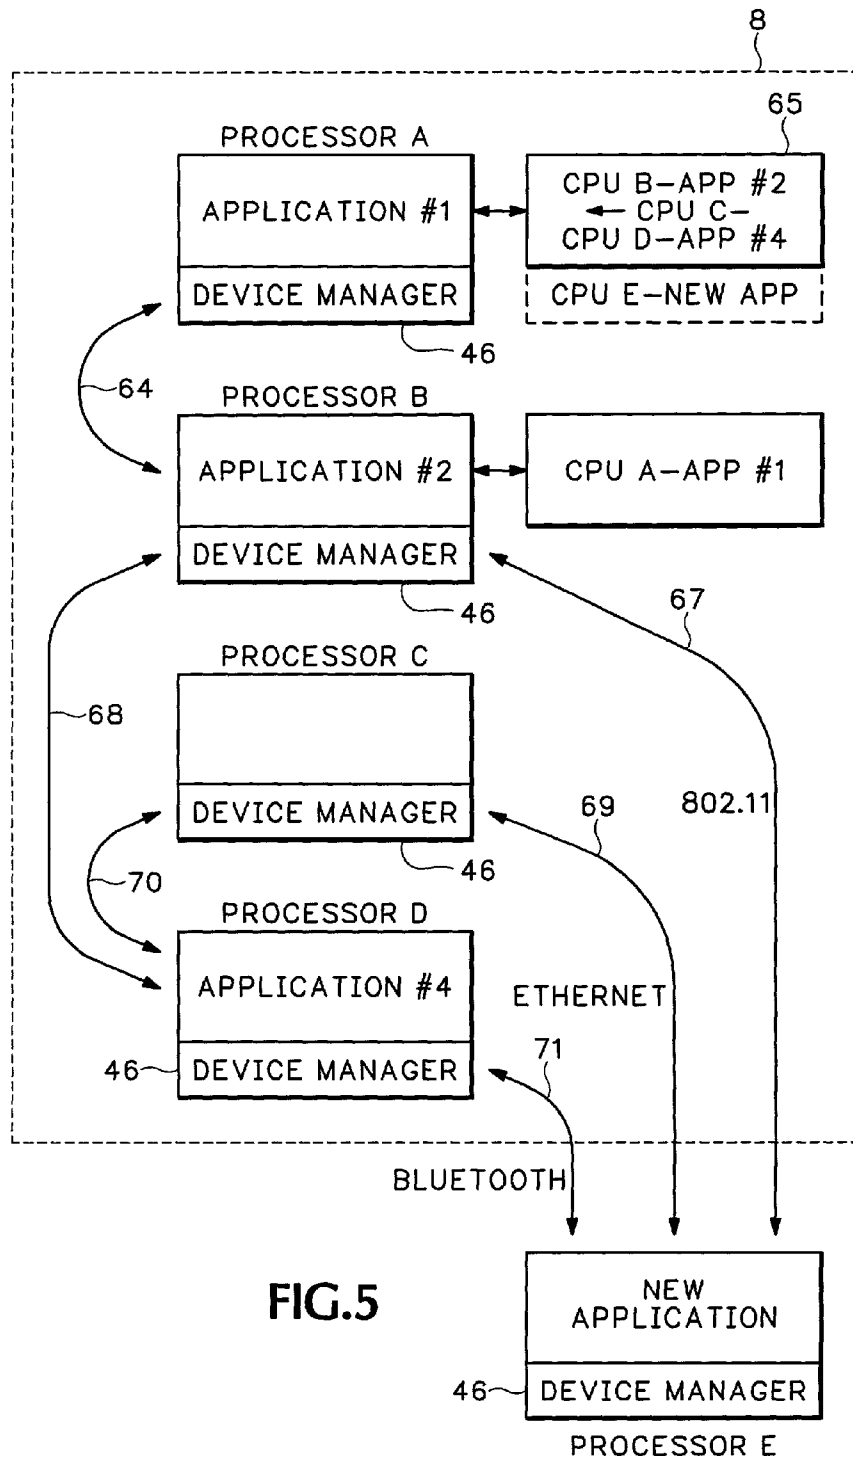 8
65
PROCESSOR A
APPLICATION #1
DEVICE MANAGER
46
CPU B-APP #2
← CPU C-
CPU D-APP #4
CPU E-NEW APP
64
PROCESSOR B
APPLICATION #2
DEVICE MANAGER
46
CPU A-APP #1
67
PROCESSOR C
68
DEVICE MANAGER
46
69
802.11
70
PROCESSOR D
APPLICATION #4
ETHERNET
46
DEVICE MANAGER
71
BLUETOOTH
FIG.5
NEW
APPLICATION
46
DEVICE MANAGER
PROCESSOR E